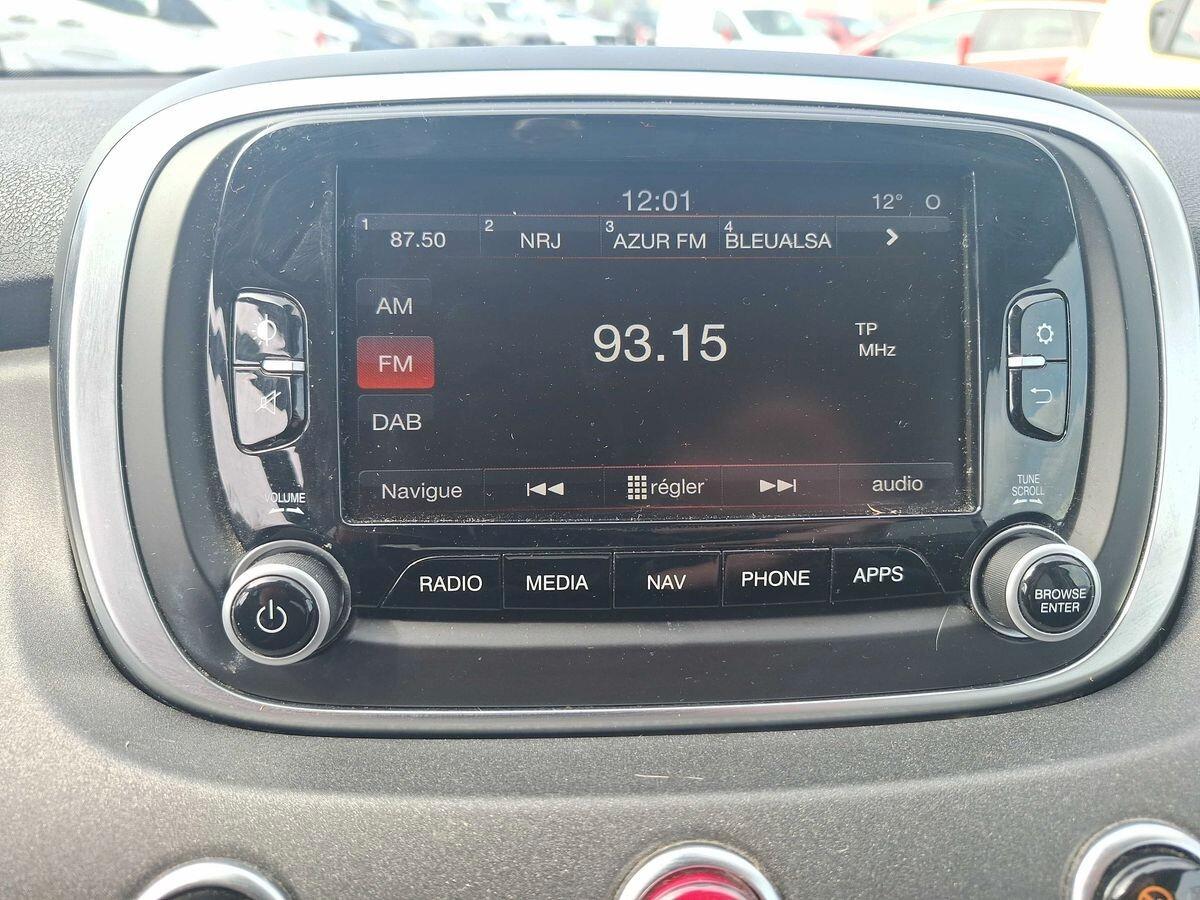 12:01 12° O
1 87.50 2 NRJ 3 AZUR FM 4 BLEUALSA
AM
FM
DAB
93.15
TP
MHz
Navigue régler audio
VOLUME
TUNE
SCROLL
RADIO MEDIA NAV PHONE APPS
BROWSE
ENTER